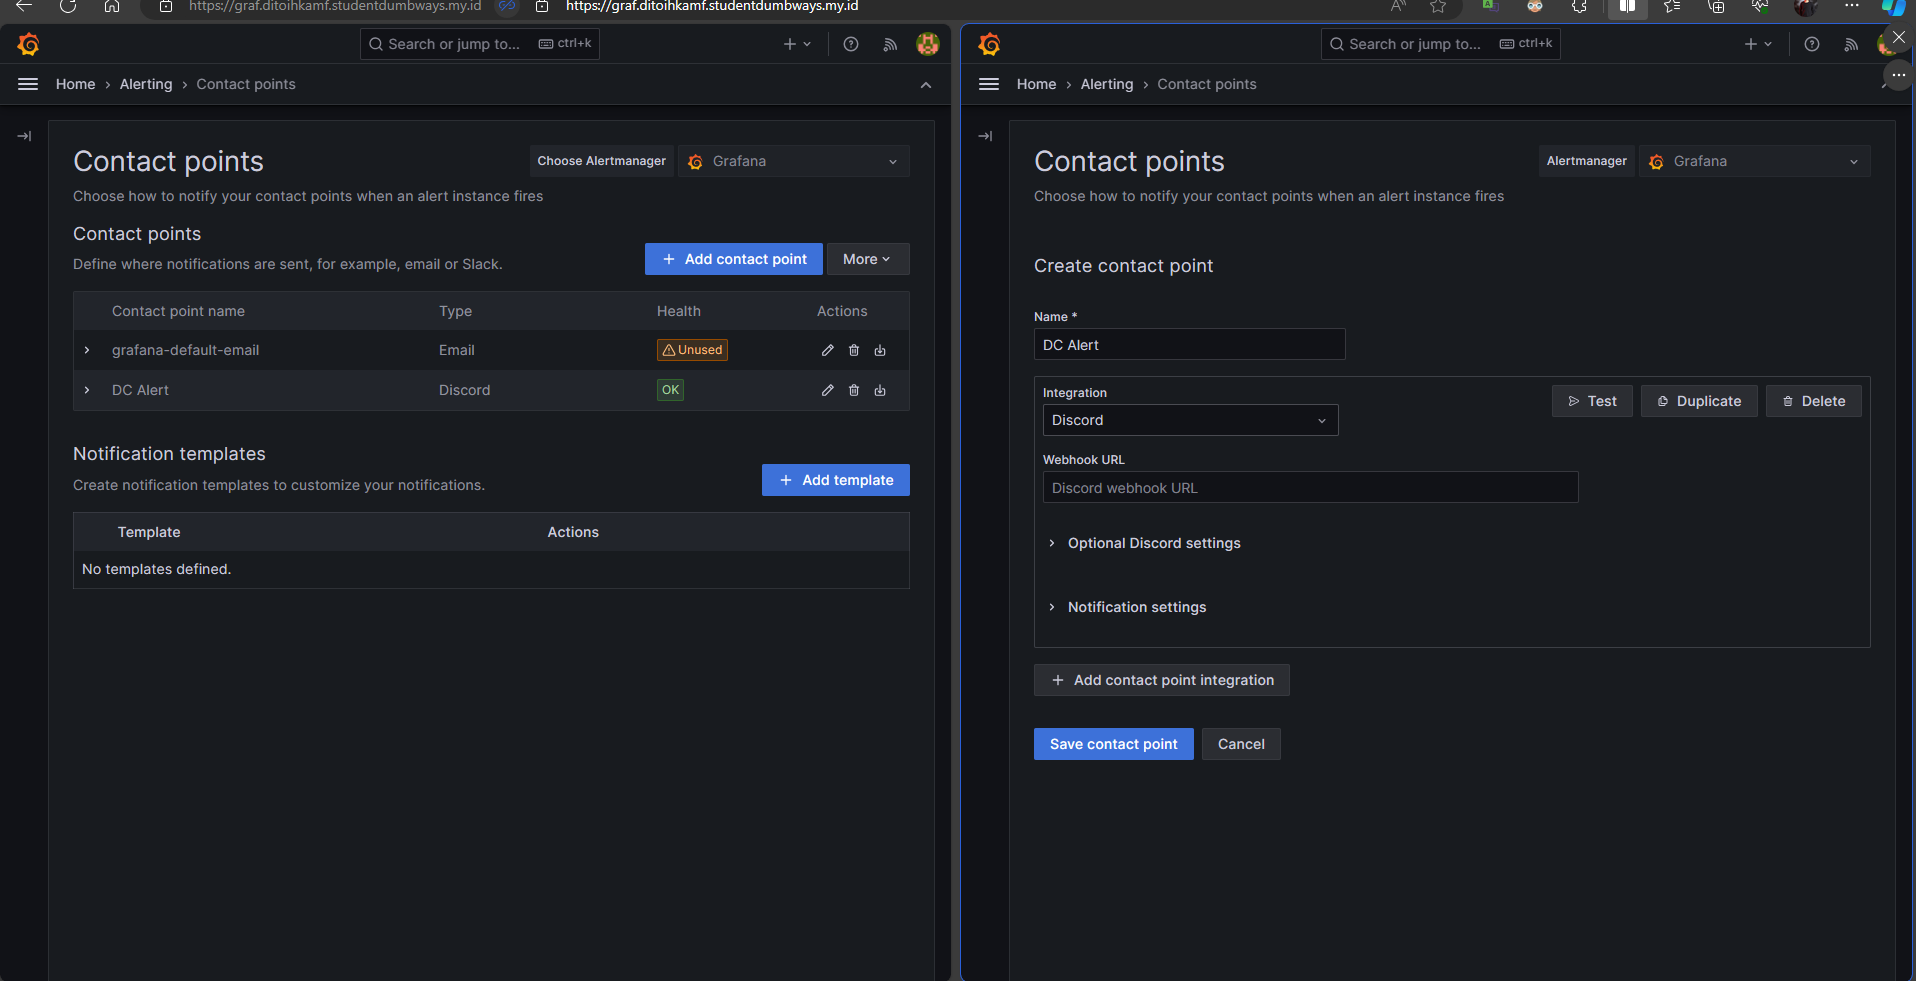 https://graf.ditoihkamf.studentdumbways.my.id
https://graf.ditoihkamf.studentdumbways.my.id
Search or jump to... ctrl+k
Home > Alerting > Contact points
Contact points
Choose Alertmanager
Grafana
Choose how to notify your contact points when an alert instance fires
Contact points
Define where notifications are sent, for example, email or Slack.
+ Add contact point
More
Contact point name Type Health Actions
grafana-default-email Email Unused
DC Alert Discord OK
Notification templates
Create notification templates to customize your notifications.
+ Add template
Template Actions
No templates defined.
Search or jump to... ctrl+k
Home > Alerting > Contact points
Contact points
Alertmanager
Grafana
Choose how to notify your contact points when an alert instance fires
Create contact point
Name *
DC Alert
Integration
Discord
Test
Duplicate
Delete
Webhook URL
Discord webhook URL
Optional Discord settings
Notification settings
+ Add contact point integration
Save contact point
Cancel